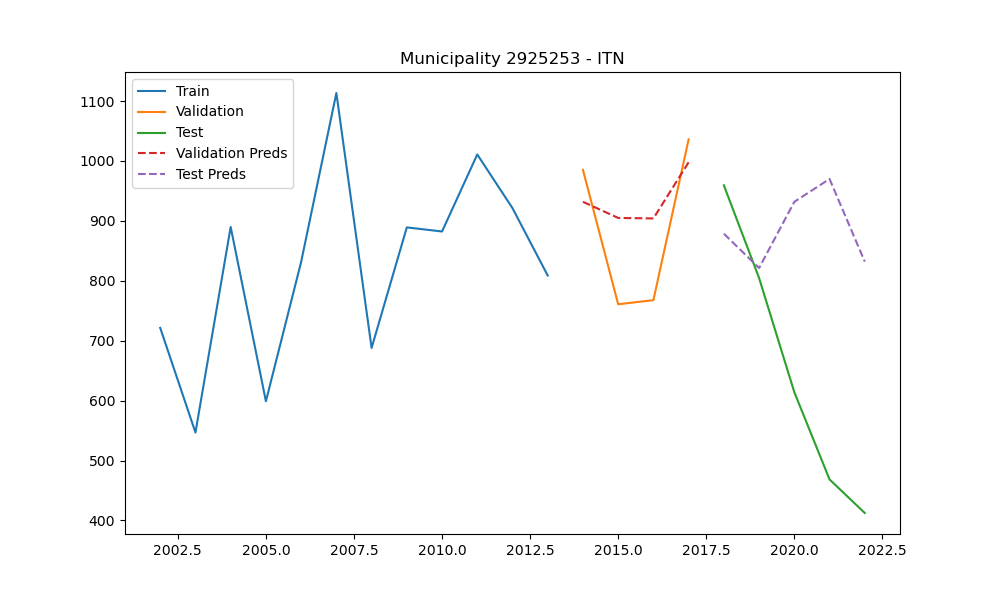 Municipality 2925253 - ITN
Train
Validation
Test
Validation Preds
Test Preds
1100
1000
900
800
700
600
500
400
2002.5 2005.0 2007.5 2010.0 2012.5 2015.0 2017.5 2020.0 2022.5